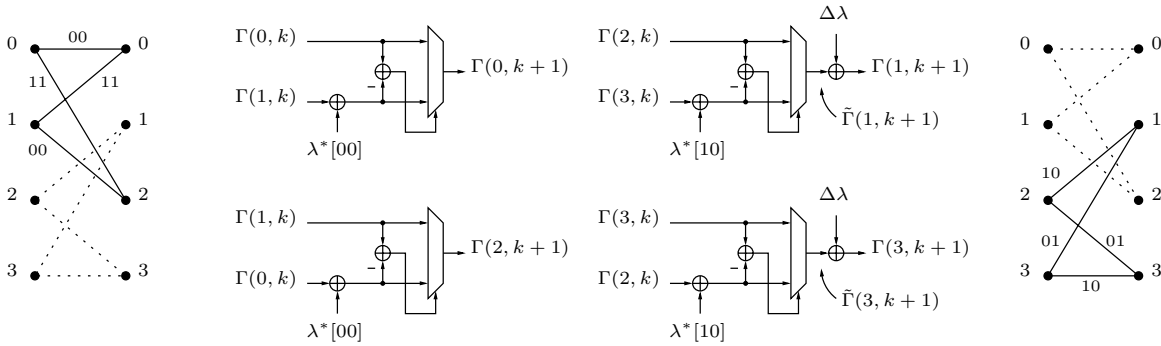 0
00
0
11
11
1
1
00
2
2
3
3
Γ(0, k)
Γ(1, k)
-
λ*[00]
Γ(0, k + 1)
Γ(1, k)
Γ(0, k)
-
λ*[00]
Γ(2, k + 1)
Γ(2, k)
Γ(3, k)
-
λ*[10]
Δλ
Γ(1, k + 1)
Γ̃(1, k + 1)
Γ(3, k)
Γ(2, k)
-
λ*[10]
Δλ
Γ(3, k + 1)
Γ̃(3, k + 1)
0
0
1
1
10
2
2
01
01
3
3
10